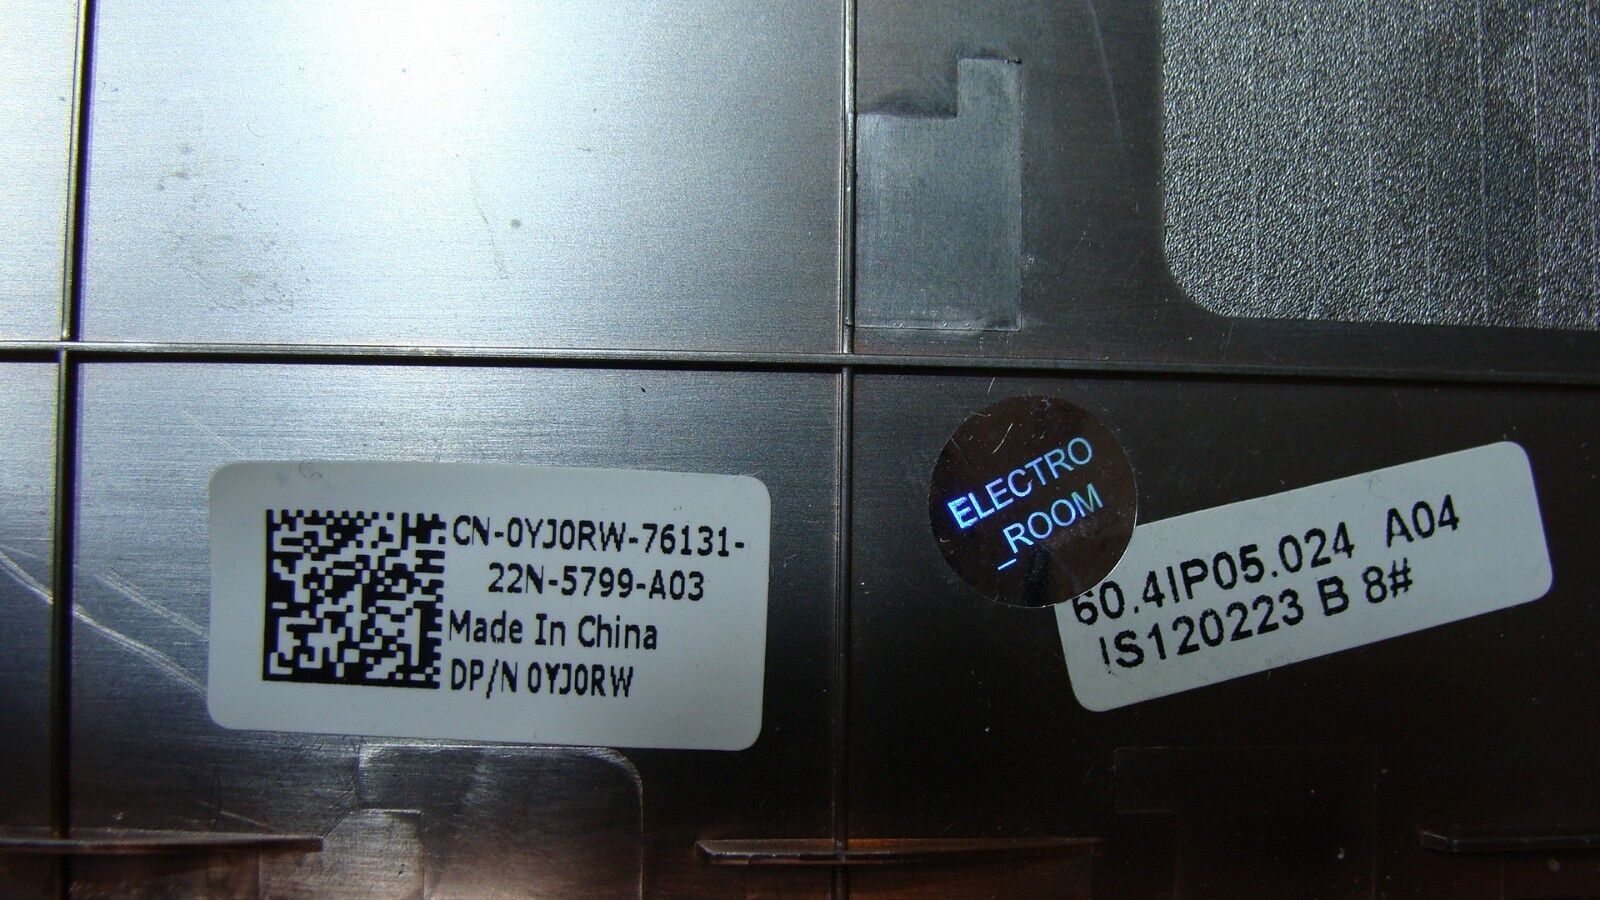 CN-0YJ0RW-76131-
22N-5799-A03
Made In China
DP/N 0YJ0RW
ELECTRO
_ROOM
60.4IP05.024 A04
IS120223 B 8#